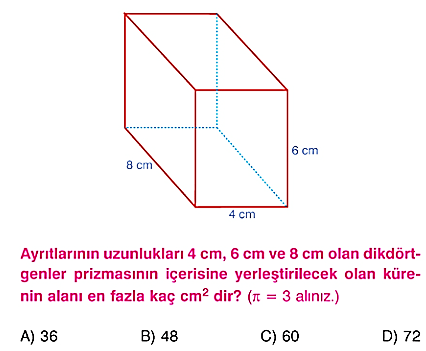 8 cm
6 cm
4 cm
Ayrıtlarının uzunlukları 4 cm, 6 cm ve 8 cm olan dikdört-
genler prizmasının içerisine yerleştirilecek olan küre-
nin alanı en fazla kaç cm² dir? (π = 3 alınız.)
A) 36 B) 48 C) 60 D) 72